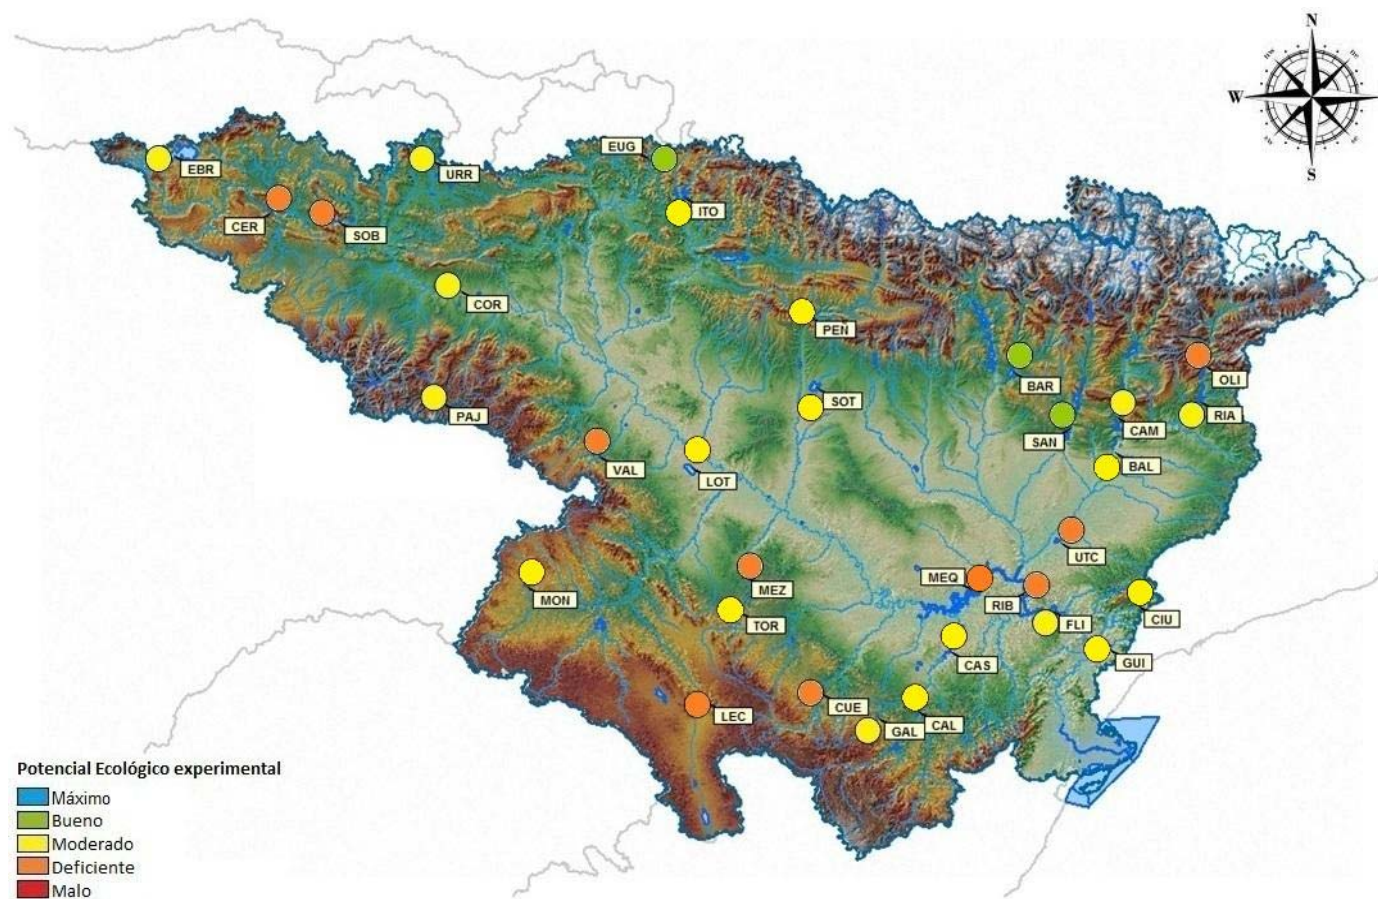 N
W
S
EUG
EBR
URR
ITO
CER
SOB
COR
PEÑ
BAR
OLI
PAJ
SOT
RIA
CAM
SAN
VAL
BAL
LOT
UTC
MEQ
MEZ
MON
RIB
CIU
TOR
FLI
CAS
GUI
CUE
LEC
CAL
GAL
Potencial Ecológico experimental
Máximo
Bueno
Moderado
Deficiente
Malo